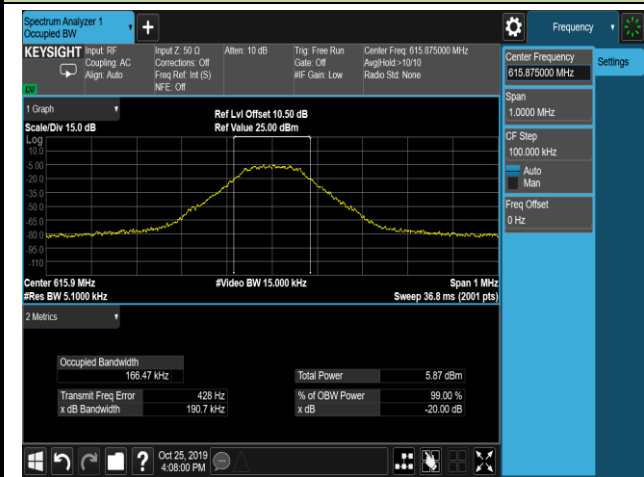 Spectrum Analyzer 1
Occupied BW
Frequency
KEYSIGHT
Input: RF
Coupling: AC
Align: Auto
Input Z: 50 Ω
Corrections: Off
Freq Ref: Int (S)
NFE: Off
Atten: 10 dB
Trig: Free Run
Gate: Off
#IF Gain: Low
Center Freq: 615.875000 MHz
Avg|Hold:>10/10
Radio Std: None
LXI
Center Frequency
615.875000 MHz
Settings
Span
1.0000 MHz
CF Step
100.000 kHz
Auto
Man
Freq Offset
0 Hz
1 Graph
Scale/Div 15.0 dB
Ref Lvl Offset 10.50 dB
Ref Value 25.00 dBm
Log
10.0
-5.00
-20.0
-35.0
-50.0
-65.0
-80.0
-95.0
-110
Center 615.9 MHz
#Video BW 15.000 kHz
Span 1 MHz
#Res BW 5.1000 kHz
Sweep 36.8 ms (2001 pts)
2 Metrics
Occupied Bandwidth
166.47 kHz
Total Power 5.87 dBm
Transmit Freq Error 428 Hz
% of OBW Power 99.00 %
x dB Bandwidth 190.7 kHz
x dB -20.00 dB
?
Oct 25, 2019
4:08:00 PM